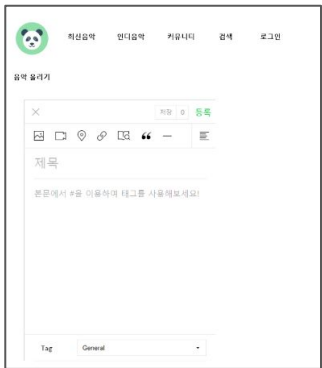 최신음악 인디음악 커뮤니티 검색 로그인
음악 올리기
저장 0 등록
제목
본문에서 #을 이용하여 태그를 사용해보세요!
Tag General